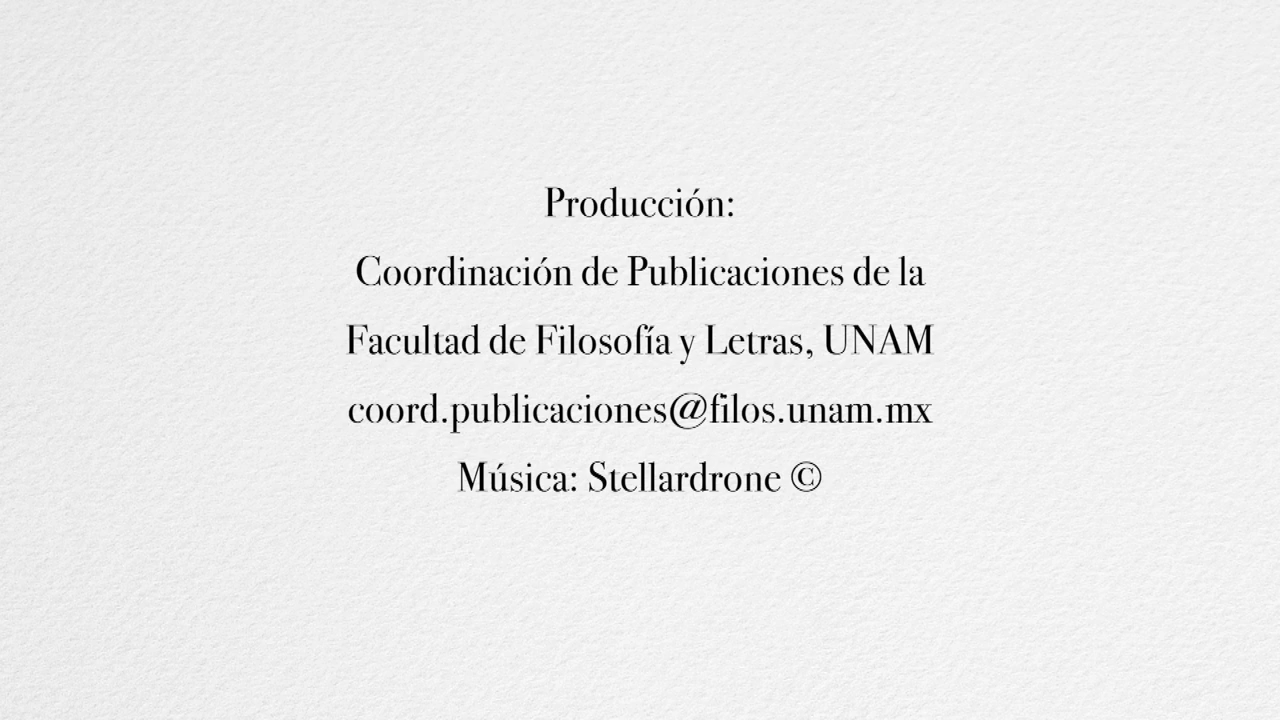 Producción:
Coordinación de Publicaciones de la
Facultad de Filosofía y Letras, UNAM
coord.publicaciones@filos.unam.mx
Música: Stellardrone ©